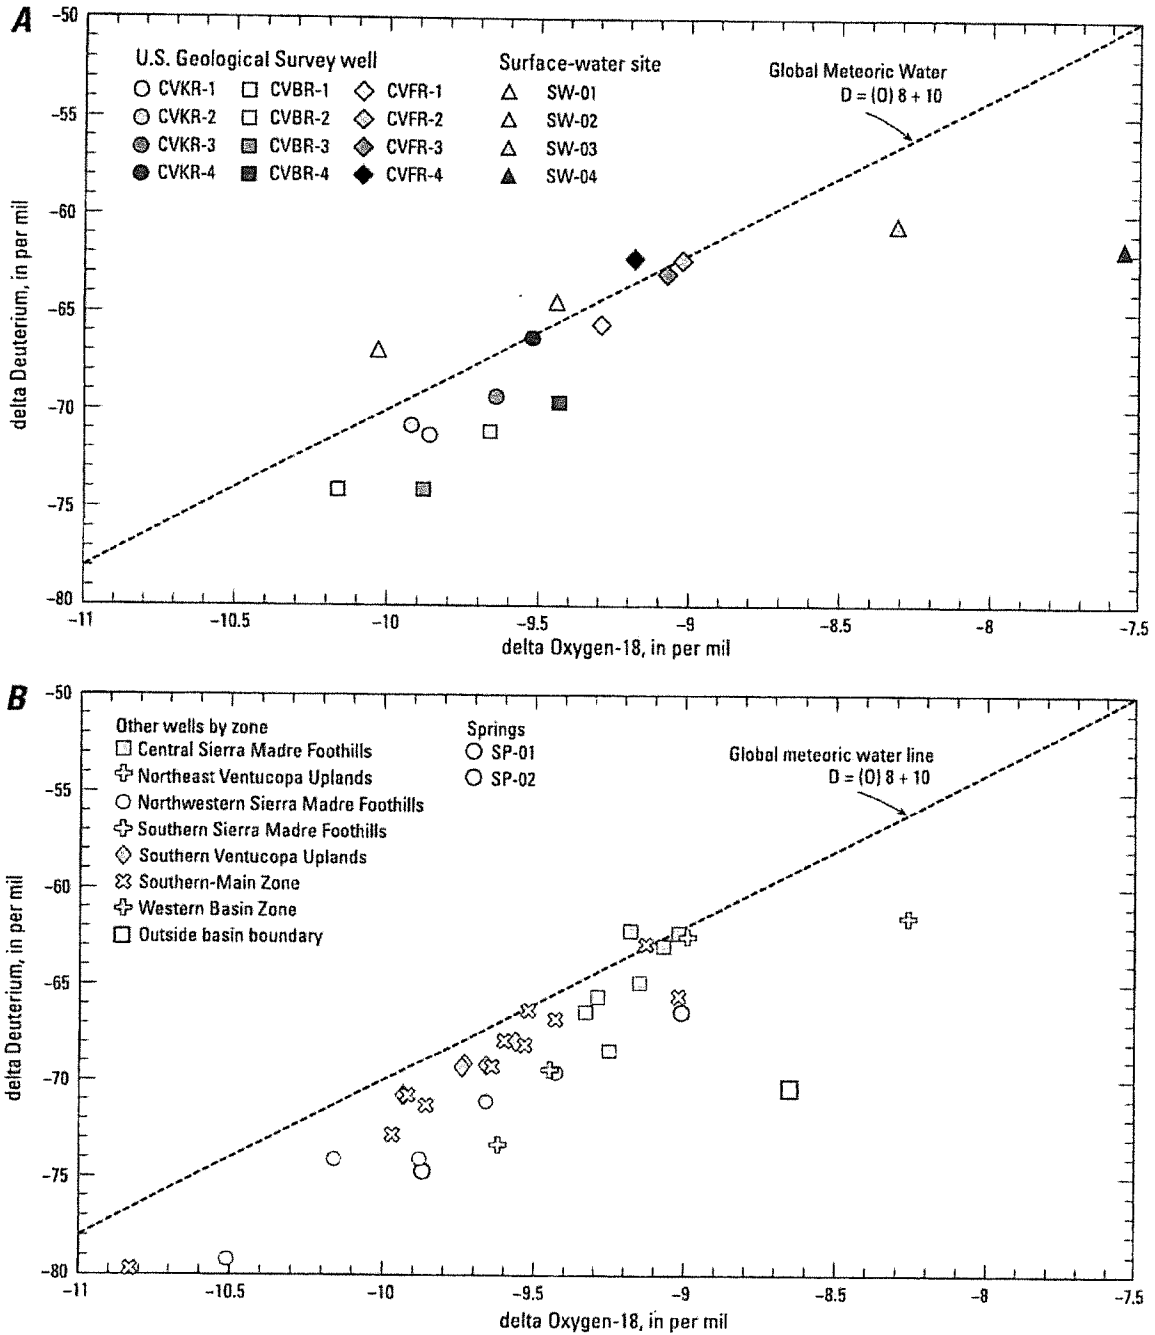 A
U.S. Geological Survey well
CVKR-1 CVBR-1 CVFR-1
CVKR-2 CVBR-2 CVFR-2
CVKR-3 CVBR-3 CVFR-3
CVKR-4 CVBR-4 CVFR-4
Surface-water site
SW-01
SW-02
SW-03
SW-04
Global Meteoric Water
D = (O) 8 + 10
delta Deuterium, in per mil
-50
-55
-60
-65
-70
-75
-80
-11 -10.5 -10 -9.5 -9 -8.5 -8 -7.5
delta Oxygen-18, in per mil
B
Other wells by zone
Central Sierra Madre Foothills
Northeast Ventucopa Uplands
Northwestern Sierra Madre Foothills
Southern Sierra Madre Foothills
Southern Ventucopa Uplands
Southern-Main Zone
Western Basin Zone
Outside basin boundary
Springs
SP-01
SP-02
Global meteoric water line
D = (O) 8 + 10
delta Deuterium, in per mil
-50
-55
-60
-65
-70
-75
-80
-11 -10.5 -10 -9.5 -9 -8.5 -8 -7.5
delta Oxygen-18, in per mil